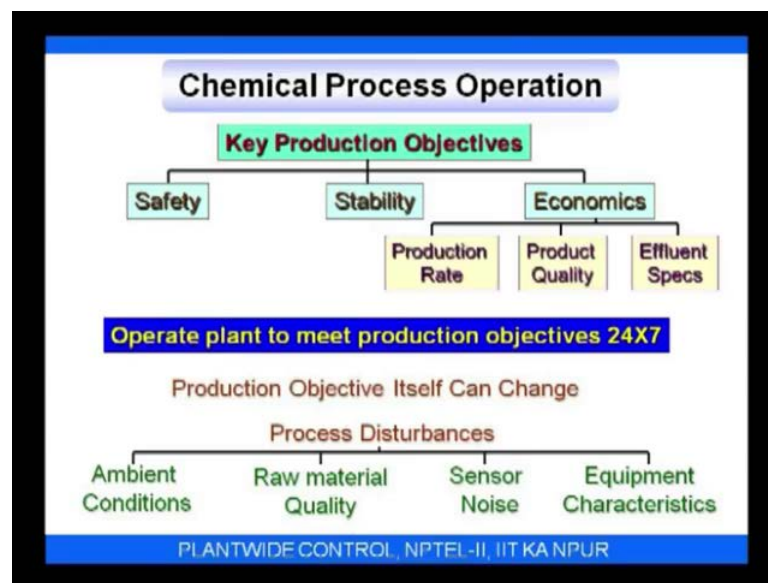 Chemical Process Operation
Key Production Objectives
Safety
Stability
Economics
Production
Rate
Product
Quality
Effluent
Specs
Operate plant to meet production objectives 24X7
Production Objective Itself Can Change
Process Disturbances
Ambient
Conditions
Raw material
Quality
Sensor
Noise
Equipment
Characteristics
PLANTWIDE CONTROL, NPTEL-II, IIT KANPUR